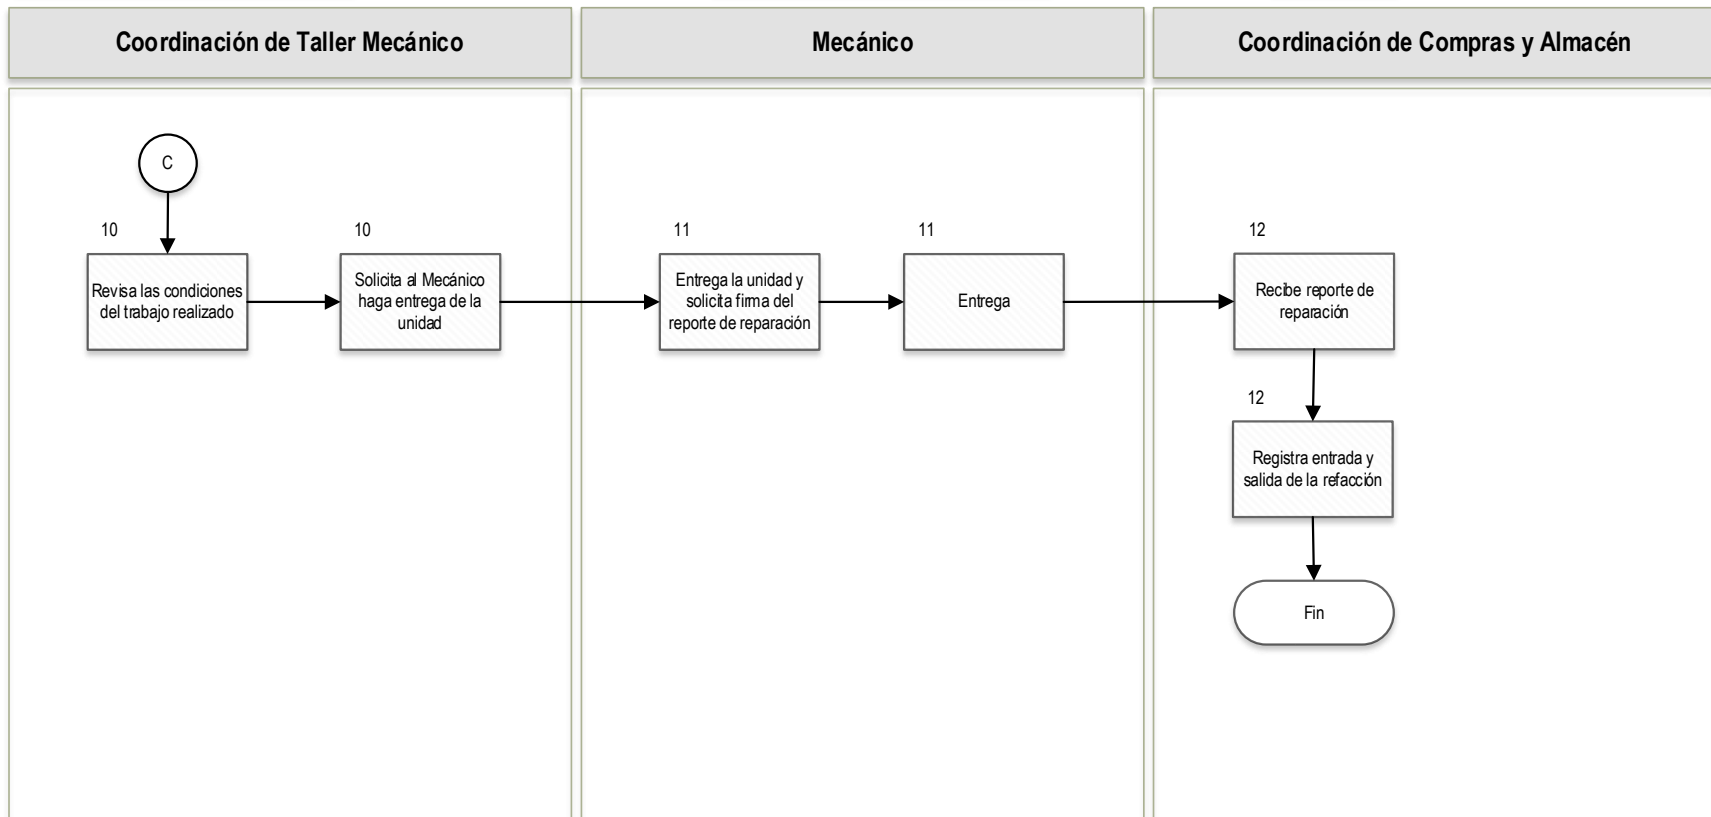 Coordinación de Taller Mecánico
Mecánico
Coordinación de Compras y Almacén
C
10
Revisa las condiciones
del trabajo realizado
10
Solicita al Mecánico
haga entrega de la
unidad
11
Entrega la unidad y
solicita firma del
reporte de reparación
11
Entrega
12
Recibe reporte de
reparación
12
Registra entrada y
salida de la refacción
Fin